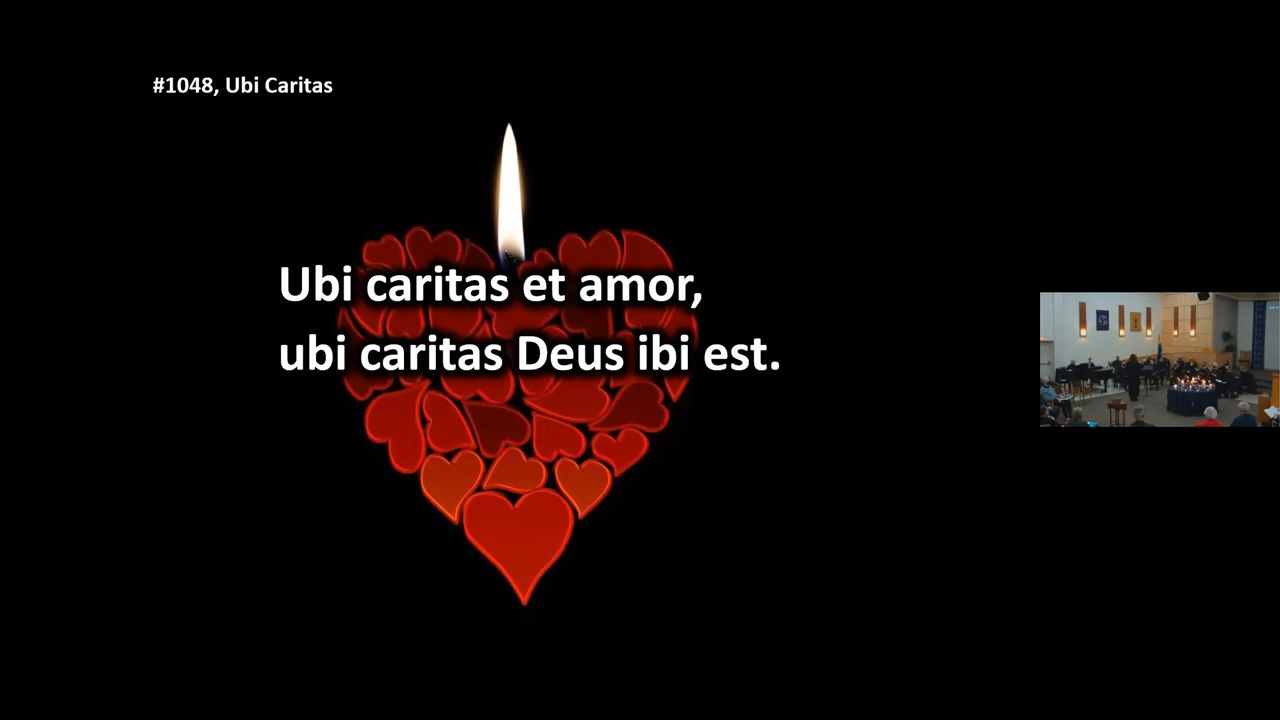 #1048, Ubi Caritas
Ubi caritas et amor,
ubi caritas Deus ibi est.